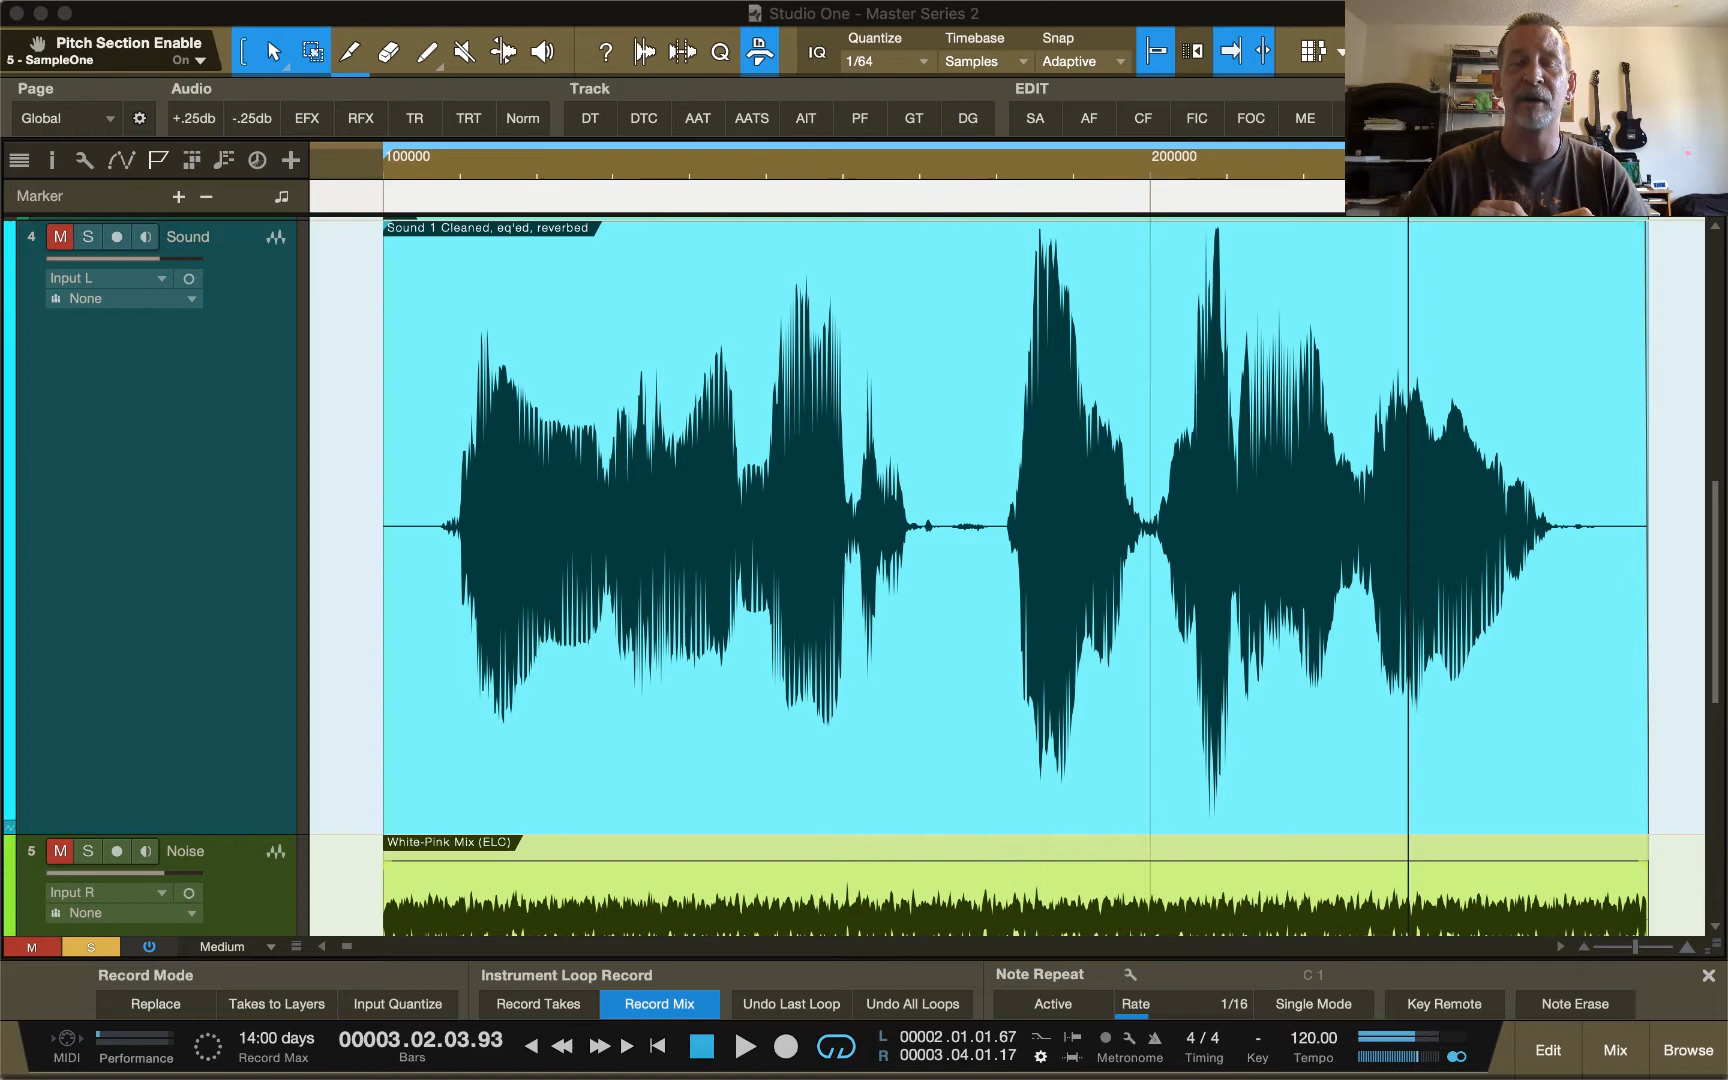 Studio One - Master Series 2
Pitch Section Enable
5 - SampleOne On
Quantize Timebase Snap
IQ 1/64 Samples Adaptive
Page Audio Track EDIT
Global +.25db -.25db EFX RFX TR TRT Norm DT DTC AAT AATS AIT PF GT DG SA AF CF FIC FOC ME
100000 200000
Marker
Sound 1 Cleaned, eq'ed, reverbed
4 M S Sound
Input L
None
White-Pink Mix (ELC)
5 M S Noise
Input R
None
M S Medium
Record Mode Instrument Loop Record Note Repeat C 1
Replace Takes to Layers Input Quantize Record Takes Record Mix Undo Last Loop Undo All Loops Active Rate 1/16 Single Mode Key Remote Note Erase
14:00 days 00003.02.03.93 L 00002.01.01.67 4 / 4 - 120.00
MIDI Performance Record Max Bars R 00003.04.01.17 Metronome Timing Key Tempo Edit Mix Browse